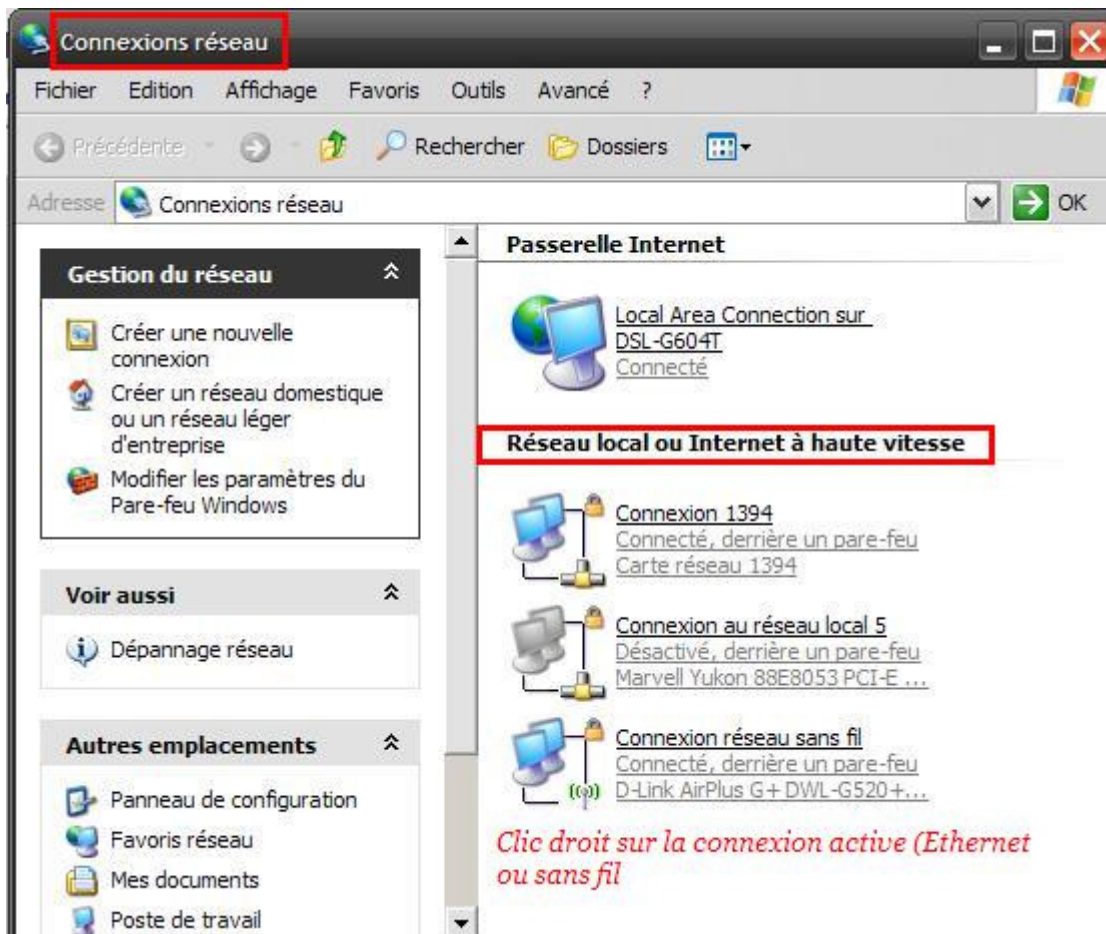 Connexions réseau
Fichier Edition Affichage Favoris Outils Avancé ?
Précédente Rechercher Dossiers
Adresse Connexions réseau OK
Gestion du réseau
Créer une nouvelle
connexion
Créer un réseau domestique
ou un réseau léger
d'entreprise
Modifier les paramètres du
Pare-feu Windows
Voir aussi
Dépannage réseau
Autres emplacements
Panneau de configuration
Favoris réseau
Mes documents
Poste de travail
Passerelle Internet
Local Area Connection sur
DSL-G604T
Connecté
Réseau local ou Internet à haute vitesse
Connexion 1394
Connecté, derrière un pare-feu
Carte réseau 1394
Connexion au réseau local 5
Désactivé, derrière un pare-feu
Marvell Yukon 88E8053 PCI-E ...
Connexion réseau sans fil
Connecté, derrière un pare-feu
D-Link AirPlus G+ DWL-G520+...
Clic droit sur la connexion active (Ethernet
ou sans fil